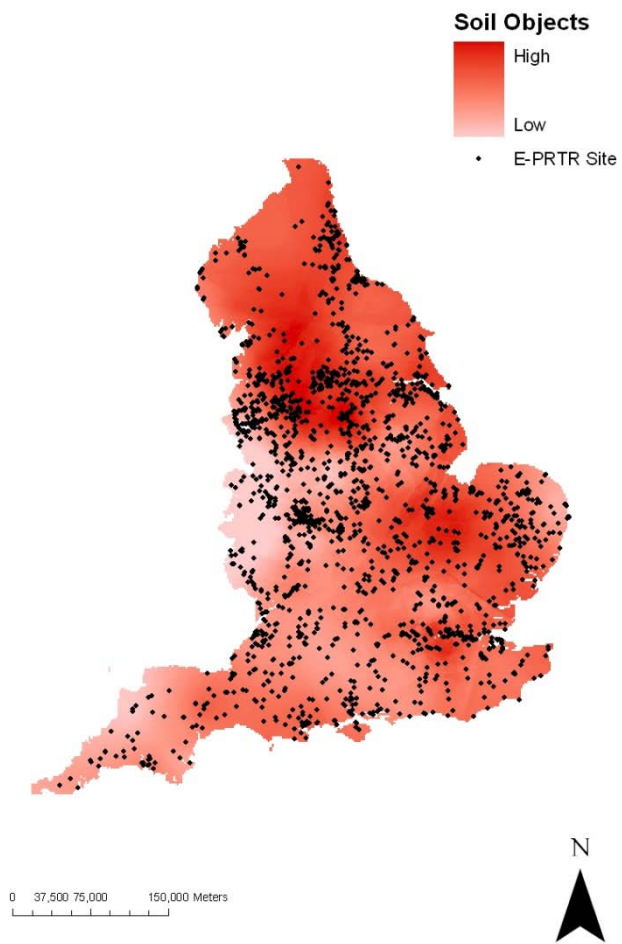 Soil Objects
High
Low
E-PRTR Site
N
0 37,500 75,000 150,000 Meters